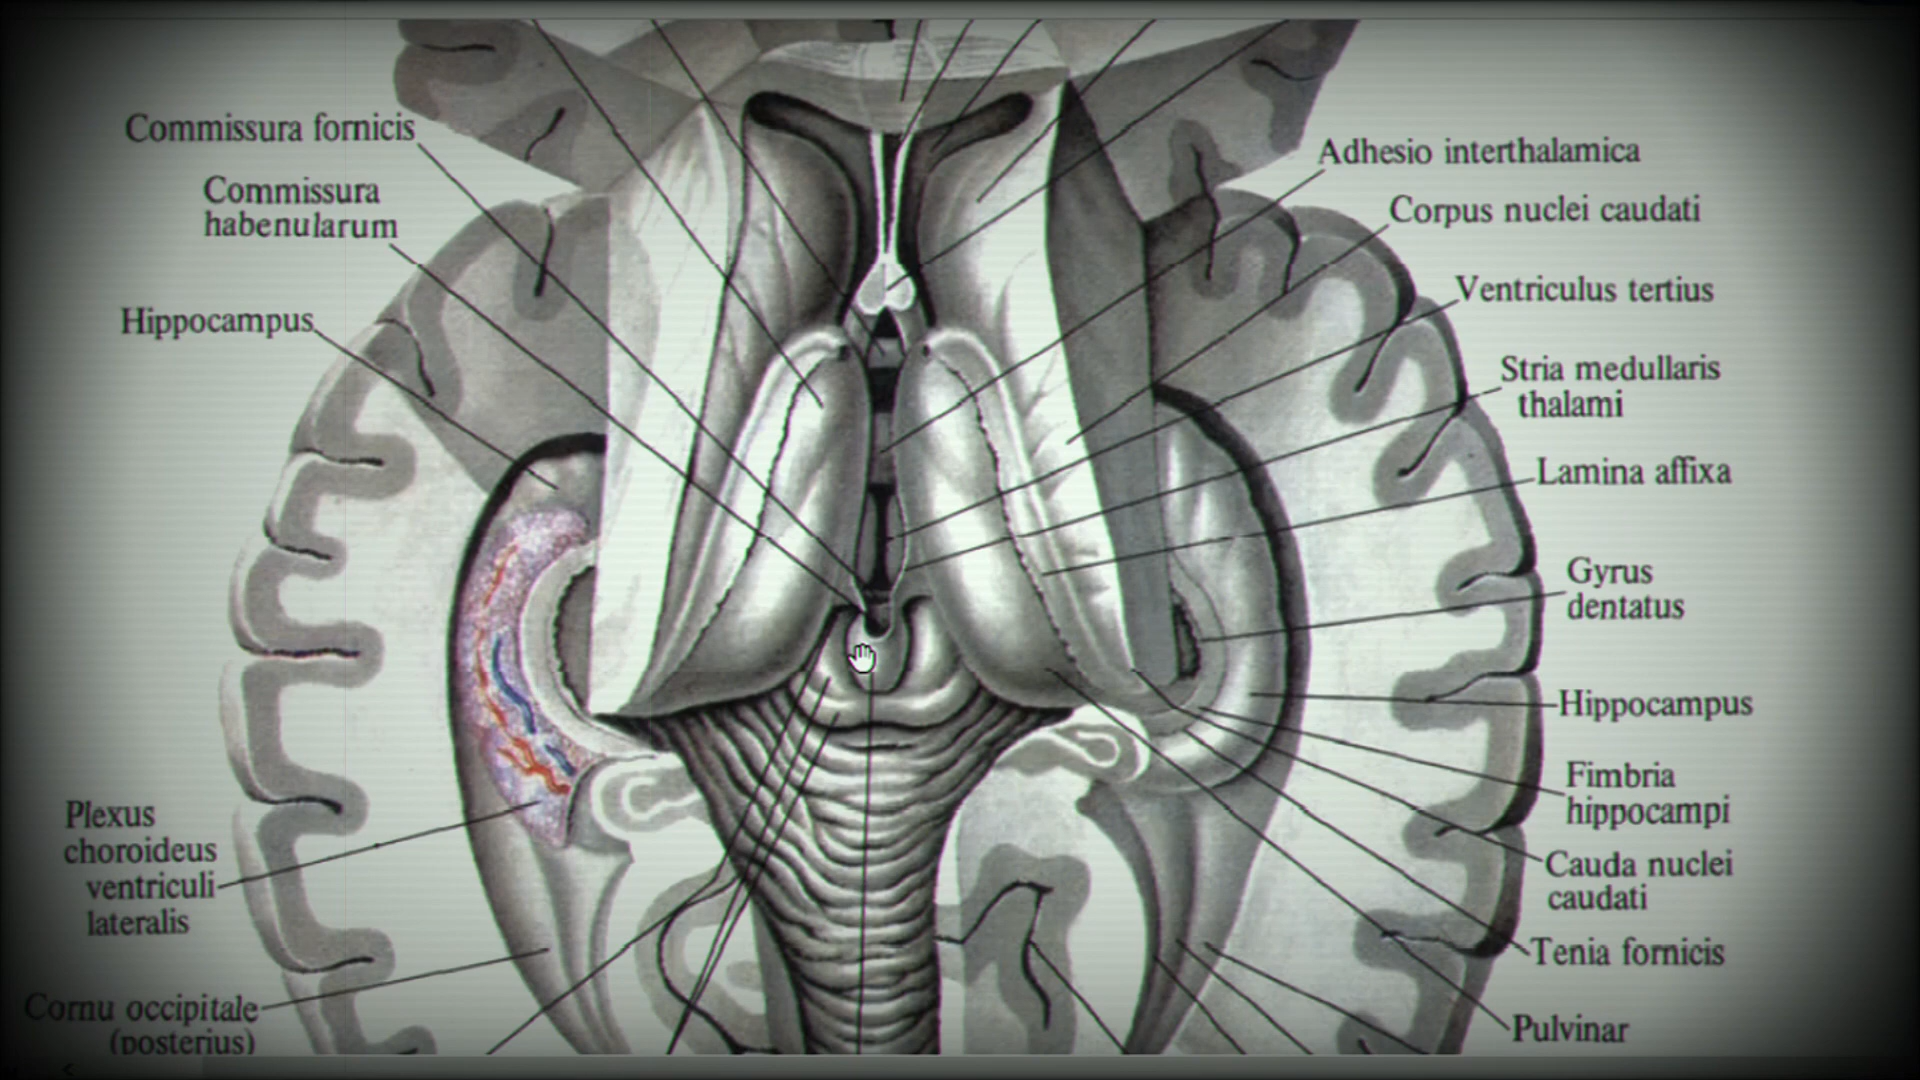 Commissura fornicis
Commissura
habenularum
Hippocampus
Plexus
choroideus
ventriculi
lateralis
Cornu occipitale
(posterius)
Adhesio interthalamica
Corpus nuclei caudati
Ventriculus tertius
Stria medullaris
thalami
Lamina affixa
Gyrus
dentatus
Hippocampus
Fimbria
hippocampi
Cauda nuclei
caudati
Tenia fornicis
Pulvinar